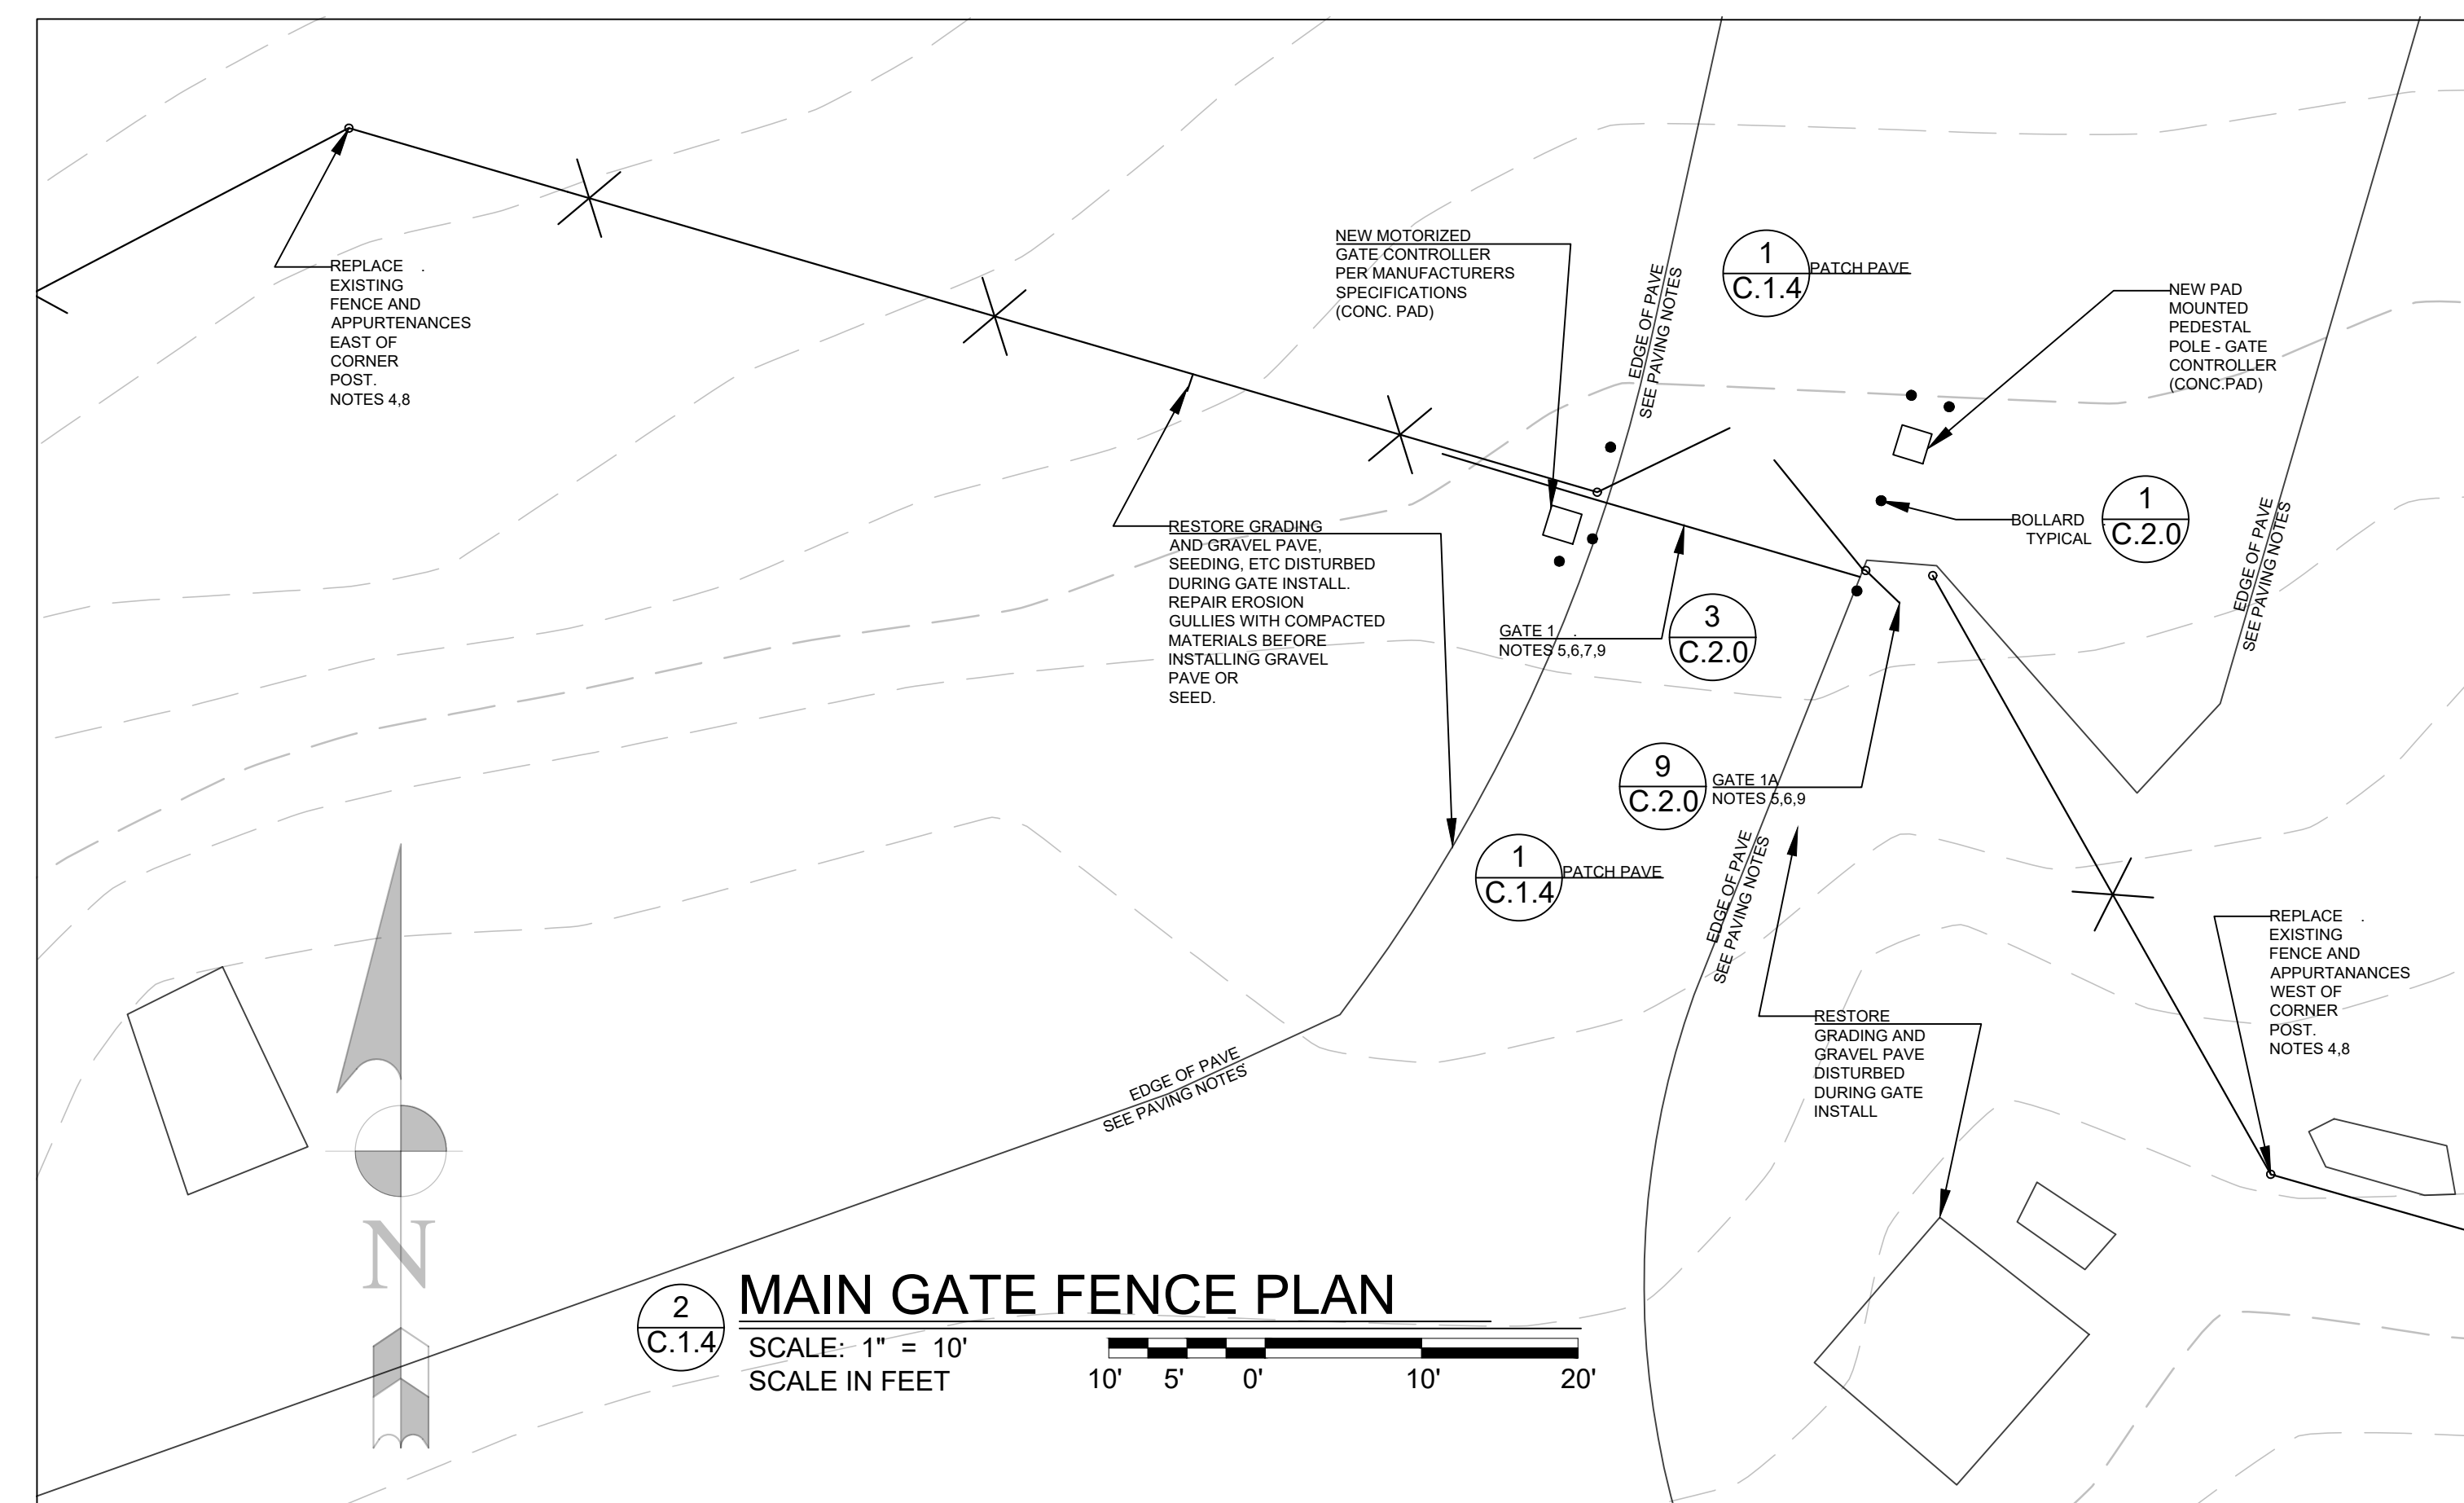 NEW MOTORIZED
GATE CONTROLLER
PER MANUFACTURERS
SPECIFICATIONS
(CONC. PAD)
EDGE OF PAVE
SEE PAVING NOTES
1
C.1.4
PATCH PAVE
NEW PAD
MOUNTED
PEDESTAL
POLE - GATE
CONTROLLER
(CONC.PAD)
REPLACE .
EXISTING
FENCE AND
APPURTENANCES
EAST OF
CORNER
POST.
NOTES 4,8
BOLLARD
TYPICAL
1
C.2.0
EDGE OF PAVE
SEE PAVING NOTES
RESTORE GRADING
AND GRAVEL PAVE,
SEEDING, ETC DISTURBED
DURING GATE INSTALL.
REPAIR EROSION
GULLIES WITH COMPACTED
MATERIALS BEFORE
INSTALLING GRAVEL
PAVE OR
SEED.
GATE 1 .
NOTES 5,6,7,9
3
C.2.0
9
C.2.0
GATE 1A
NOTES 5,6,9
1
C.1.4
PATCH PAVE
EDGE OF PAVE
SEE PAVING NOTES
REPLACE .
EXISTING
FENCE AND
APPURTANANCES
WEST OF
CORNER
POST.
NOTES 4,8
RESTORE
GRADING AND
GRAVEL PAVE
DISTURBED
DURING GATE
INSTALL
EDGE OF PAVE
SEE PAVING NOTES
N
2
C.1.4
MAIN GATE FENCE PLAN
SCALE: 1" = 10'
SCALE IN FEET
10' 5' 0' 10' 20'